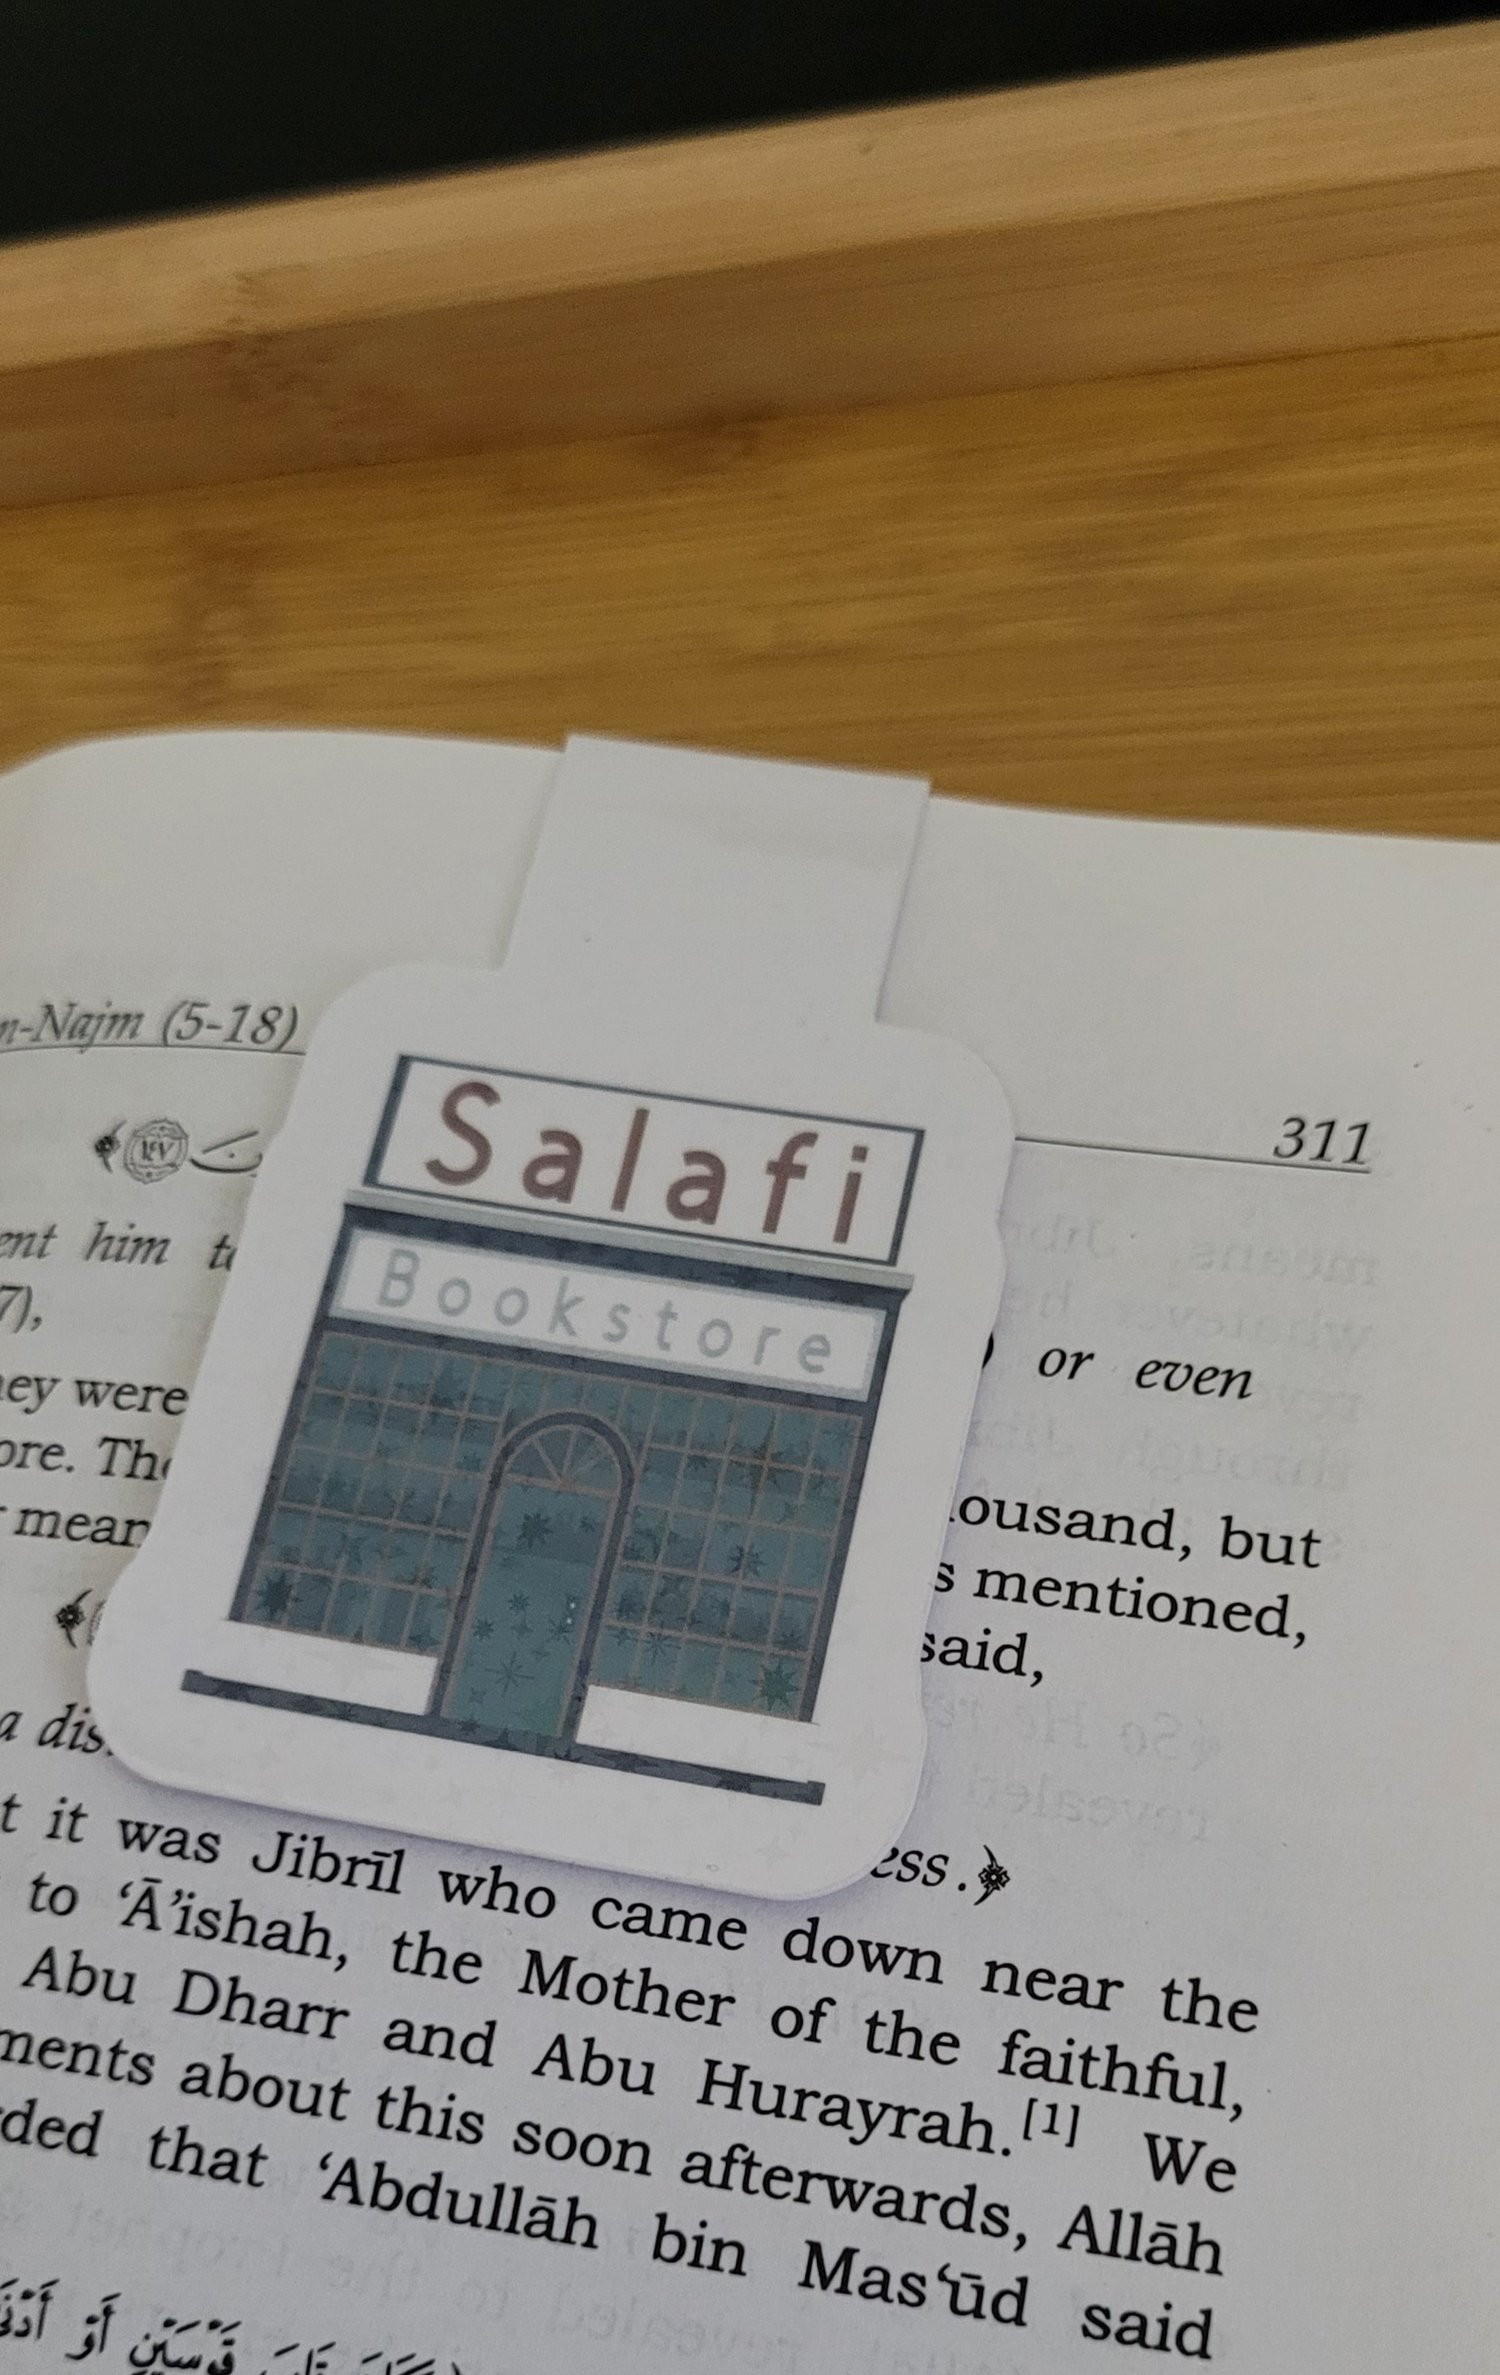 n-Najm (5-18)
311
Salafi
Bookstore
ent him
7),
or even
ey were
ore. The
ousand, but
mean
s mentioned,
said,
a dis
ess.
t it was Jibrīl who came down near the
to ‘Ā’ishah, the Mother of the faithful,
Abu Dharr and Abu Hurayrah.[1] We
ments about this soon afterwards, Allāh
ded that ‘Abdullāh bin Mas‘ūd said
قَوْسَيْنِ أَوْ أَدْنَى